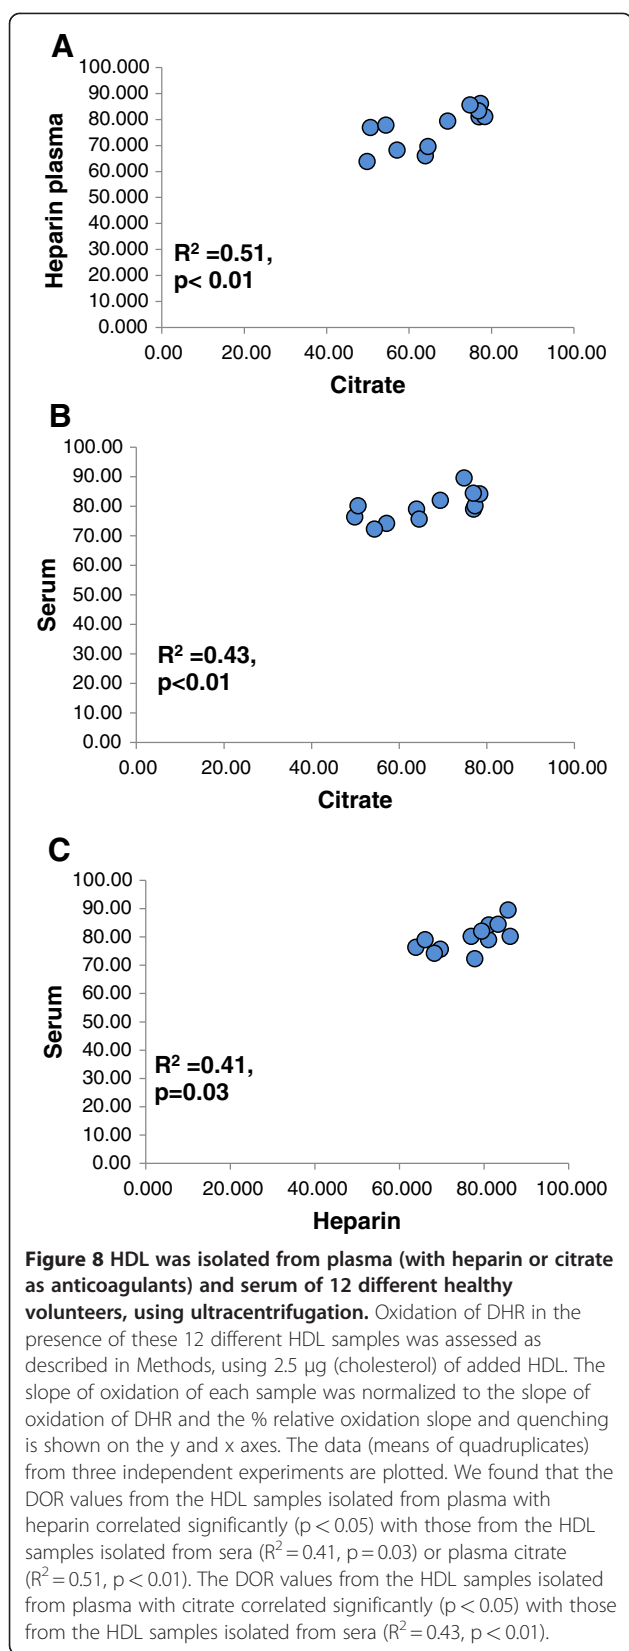 A
100.000
90.000
80.000
70.000
60.000
50.000
40.000
30.000
20.000
10.000
0.000
Heparin plasma
R² =0.51,
p< 0.01
0.00 20.00 40.00 60.00 80.00 100.00
Citrate
B
100.00
90.00
80.00
70.00
60.00
50.00
40.00
30.00
20.00
10.00
0.00
Serum
R² =0.43,
p<0.01
0.00 20.00 40.00 60.00 80.00 100.00
Citrate
C
100.00
90.00
80.00
70.00
60.00
50.00
40.00
30.00
20.00
10.00
0.00
Serum
R² =0.41,
p=0.03
0.000 20.000 40.000 60.000 80.000 100.000
Heparin
Figure 8 HDL was isolated from plasma (with heparin or citrate
as anticoagulants) and serum of 12 different healthy
volunteers, using ultracentrifugation. Oxidation of DHR in the
presence of these 12 different HDL samples was assessed as
described in Methods, using 2.5 μg (cholesterol) of added HDL. The
slope of oxidation of each sample was normalized to the slope of
oxidation of DHR and the % relative oxidation slope and quenching
is shown on the y and x axes. The data (means of quadruplicates)
from three independent experiments are plotted. We found that the
DOR values from the HDL samples isolated from plasma with
heparin correlated significantly (p < 0.05) with those from the HDL
samples isolated from sera (R² = 0.41, p = 0.03) or plasma citrate
(R² = 0.51, p < 0.01). The DOR values from the HDL samples isolated
from plasma with citrate correlated significantly (p < 0.05) with those
from the HDL samples isolated from sera (R² = 0.43, p < 0.01).